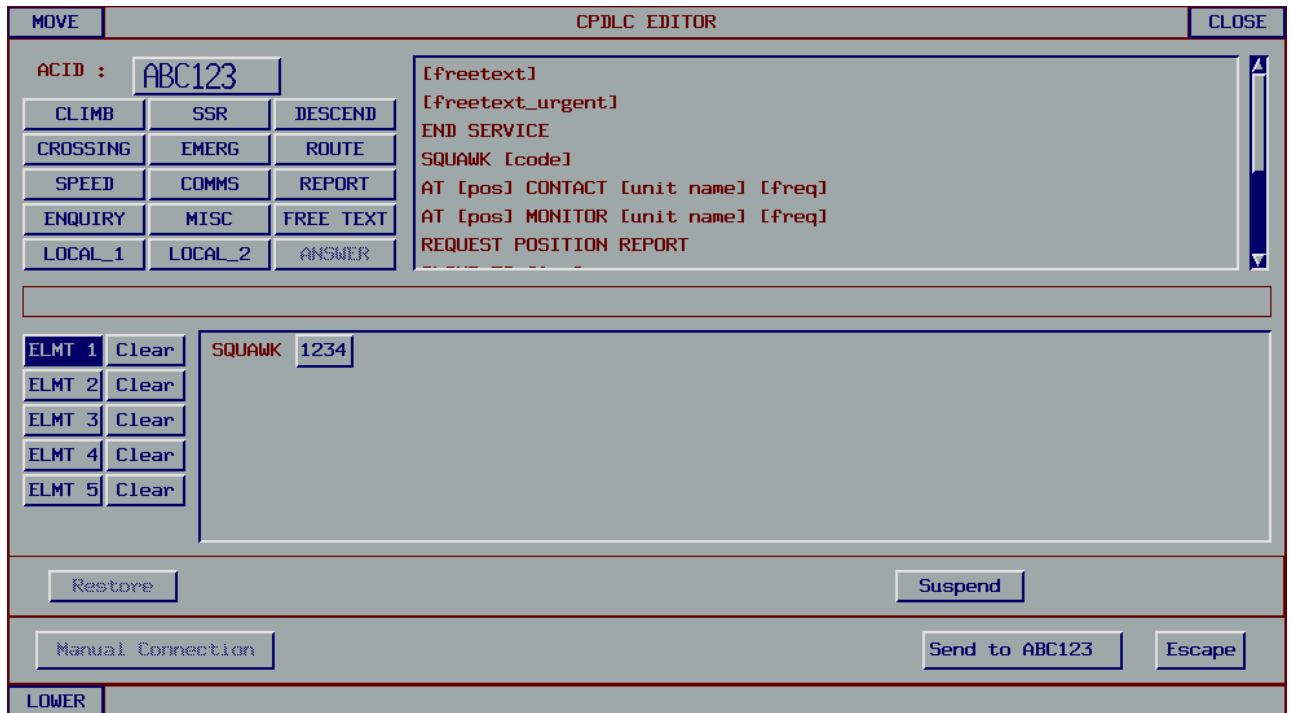 MOVE CPDLC EDITOR CLOSE
ACID : ABC123
CLIMB SSR DESCEND
CROSSING EMERG ROUTE
SPEED COMMS REPORT
ENQUIRY MISC FREE TEXT
LOCAL_1 LOCAL_2 ANSWER
[freetext]
[freetext_urgent]
END SERVICE
SQUAWK [code]
AT [pos] CONTACT [unit name] [freq]
AT [pos] MONITOR [unit name] [freq]
REQUEST POSITION REPORT
ELMT 1 Clear SQUAWK 1234
ELMT 2 Clear
ELMT 3 Clear
ELMT 4 Clear
ELMT 5 Clear
Restore Suspend
Manual Connection Send to ABC123 Escape
LOWER